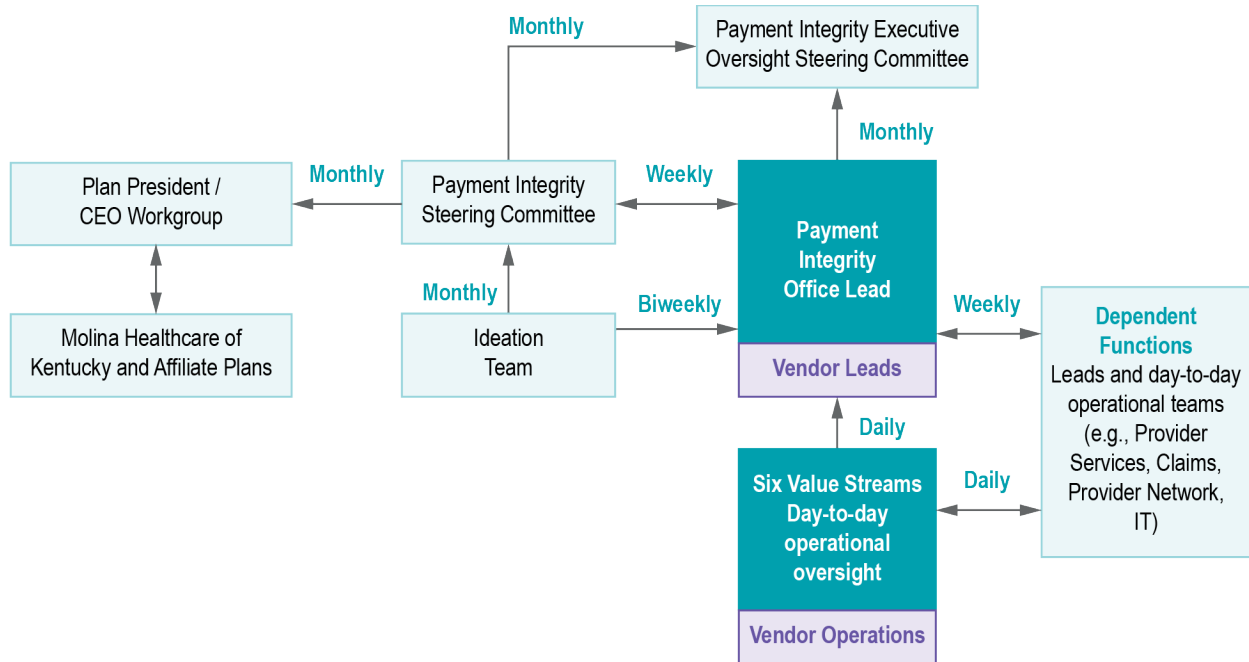 Monthly
Payment Integrity Executive
Oversight Steering Committee
Monthly
Plan President /
CEO Workgroup
Monthly
Payment Integrity
Steering Committee
Weekly
Payment
Integrity
Office Lead
Vendor Leads
Molina Healthcare of
Kentucky and Affiliate Plans
Monthly
Ideation
Team
Biweekly
Weekly
Dependent
Functions
Leads and day-to-day
operational teams
(e.g., Provider
Services, Claims,
Provider Network,
IT)
Daily
Six Value Streams
Day-to-day
operational
oversight
Vendor Operations
Daily